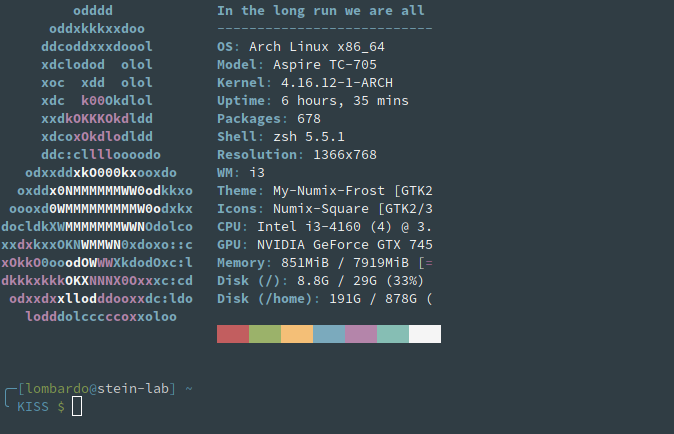 odddd In the long run we are all
oddxkkkxxdoo -------------------------
ddcoddxxxdoool OS: Arch Linux x86_64
xdclodod olol Model: Aspire TC-705
xoc xdd olol Kernel: 4.16.12-1-ARCH
xdc k00Okdlol Uptime: 6 hours, 35 mins
xxdkOKKKOkdldd Packages: 678
xdcoxOkdlodldd Shell: zsh 5.5.1
ddc:clllloooodo Resolution: 1366x768
odxxddxkO000kxooxdo WM: i3
oxddx0NMMMMMMWW0odkkxo Theme: My-Numix-Frost [GTK2
oooxd0WMMMMMMMMMW0odxkx Icons: Numix-Square [GTK2/3
docldkXWMMMMMMMWWNOdolco CPU: Intel i3-4160 (4) @ 3.
xxdxkxxOKNWMMWN0xdoxo::c GPU: NVIDIA GeForce GTX 745
xOkkO0ooodOWWWXkdodOxc:l Memory: 851MiB / 7919MiB [=
dkkkxkkkOKXNNNX0Oxxxc:cd Disk (/): 8.8G / 29G (33%)
odxxdxxllodddooxxdc:ldo Disk (/home): 191G / 878G (
lodddolcccccoxxoloo
[lombardo@stein-lab] ~
KISS $